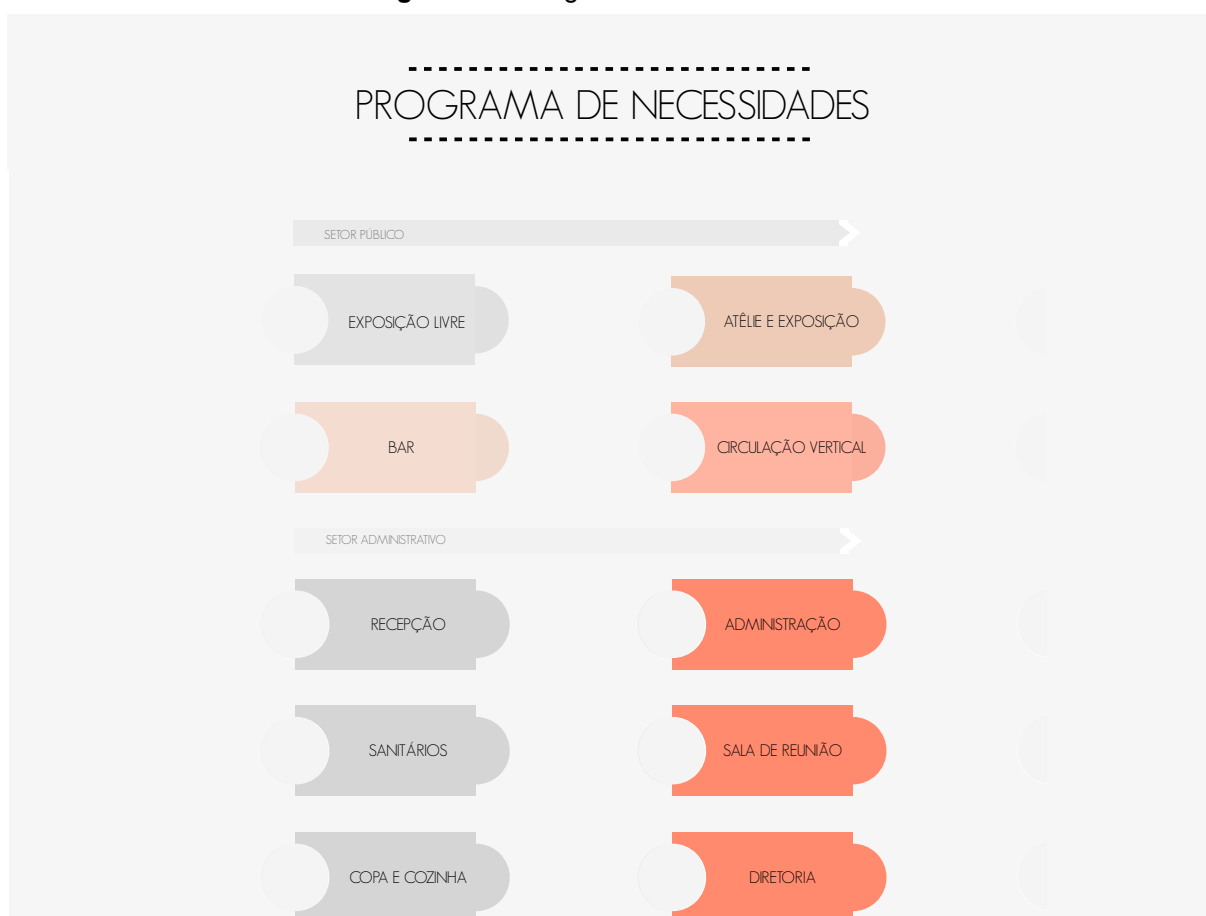 PROGRAMA DE NECESSIDADES
SETOR PÚBLICO
EXPOSIÇÃO LIVRE
ATÊLIE E EXPOSIÇÃO
BAR
CIRCULAÇÃO VERTICAL
SETOR ADMINISTRATIVO
RECEPÇÃO
ADMINISTRAÇÃO
SANITÁRIOS
SALA DE REUNIÃO
COPA E COZINHA
DIRETORIA